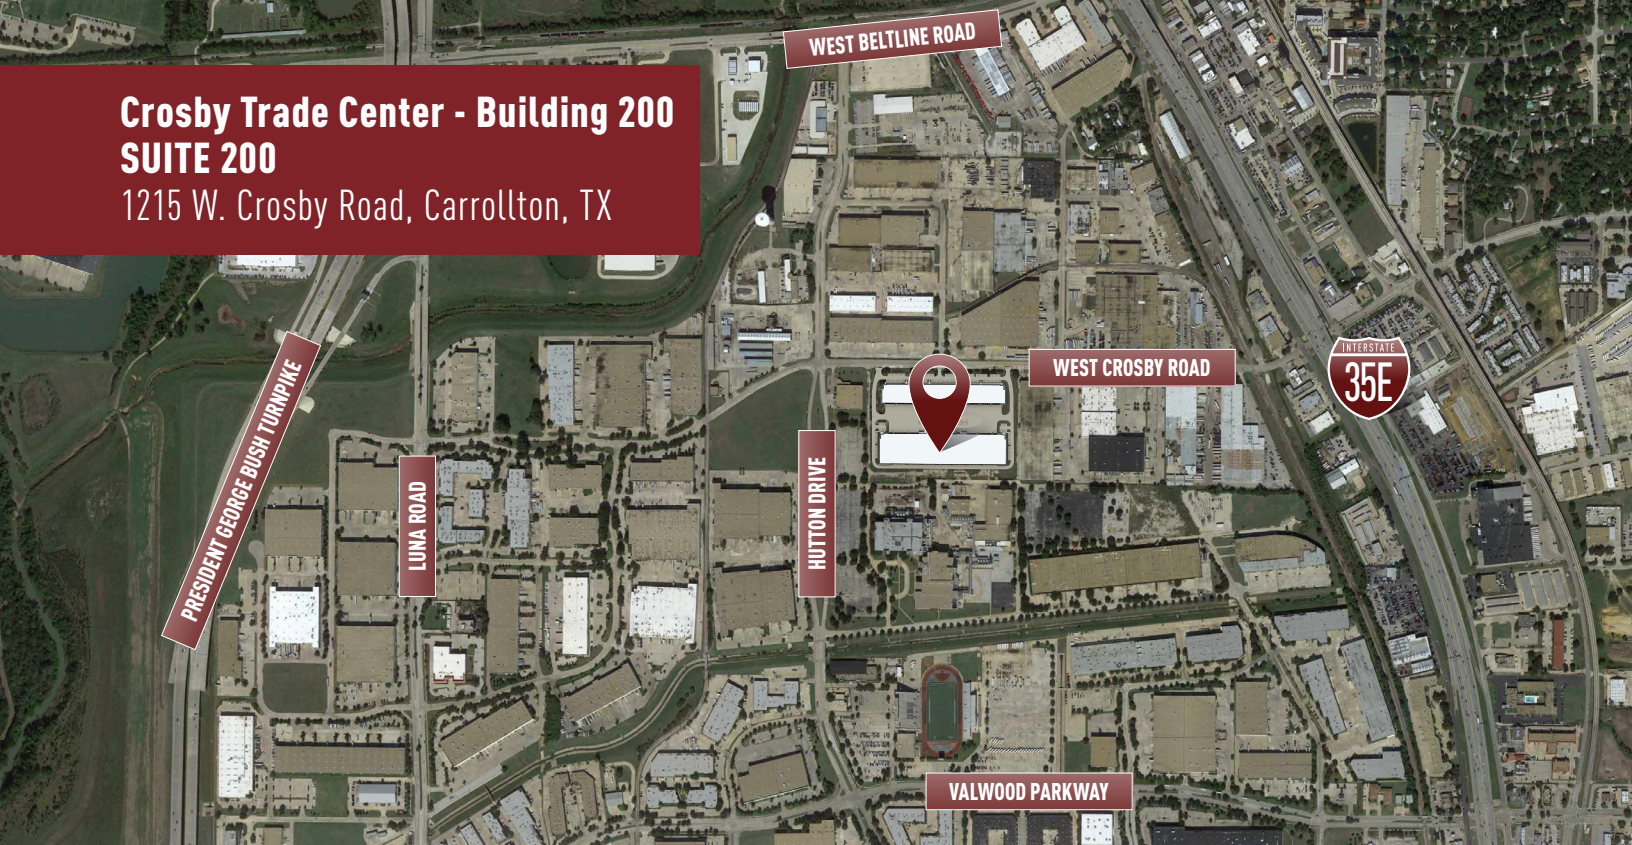 WEST BELTLINE ROAD
Crosby Trade Center - Building 200
SUITE 200
1215 W. Crosby Road, Carrollton, TX
WEST CROSBY ROAD
INTERSTATE
35E
PRESIDENT GEORGE BUSH TURNPIKE
LUNA ROAD
HUTTON DRIVE
VALWOOD PARKWAY